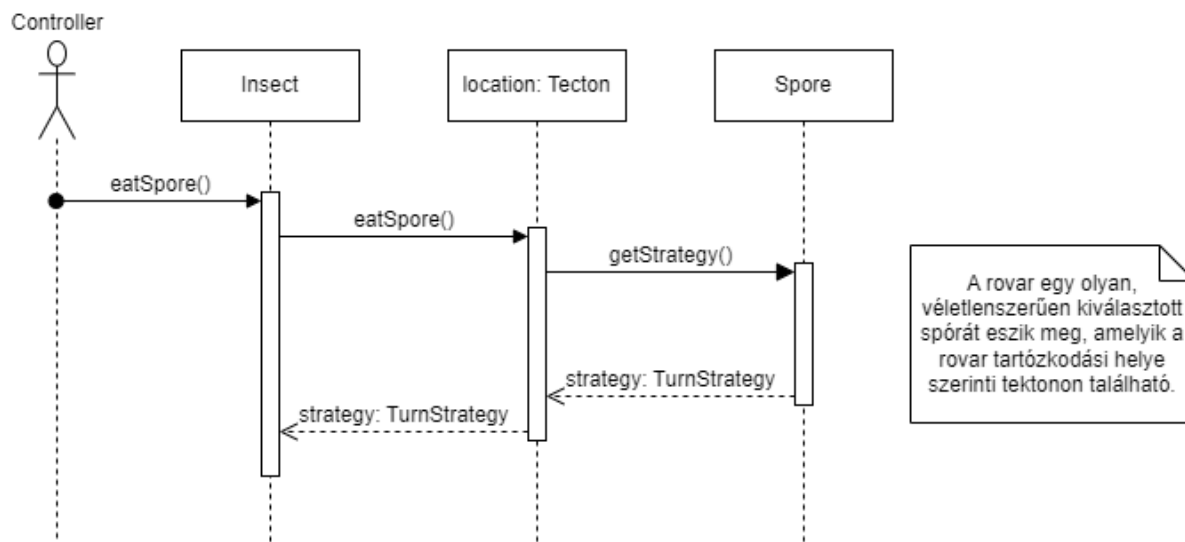 Controller
Insect
location: Tecton
Spore
eatSpore()
eatSpore()
getStrategy()
strategy: TurnStrategy
strategy: TurnStrategy
A rovar egy olyan,
véletlenszerűen kiválasztott
spórát eszik meg, amelyik a
rovar tartózkodási helye
szerinti tektonon található.